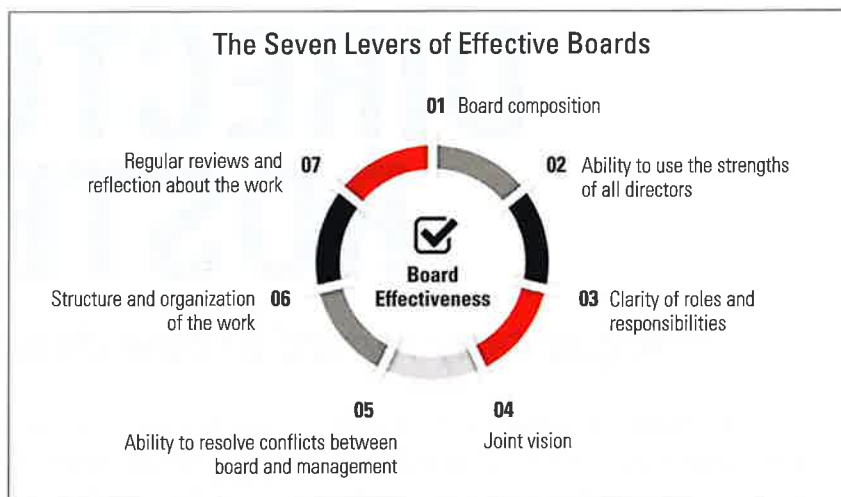 The Seven Levers of Effective Boards
01 Board composition
02 Ability to use the strengths
of all directors
03 Clarity of roles and
responsibilities
04
Joint vision
05
Ability to resolve conflicts between
board and management
06 Structure and organization
of the work
07 Regular reviews and
reflection about the work
Board
Effectiveness